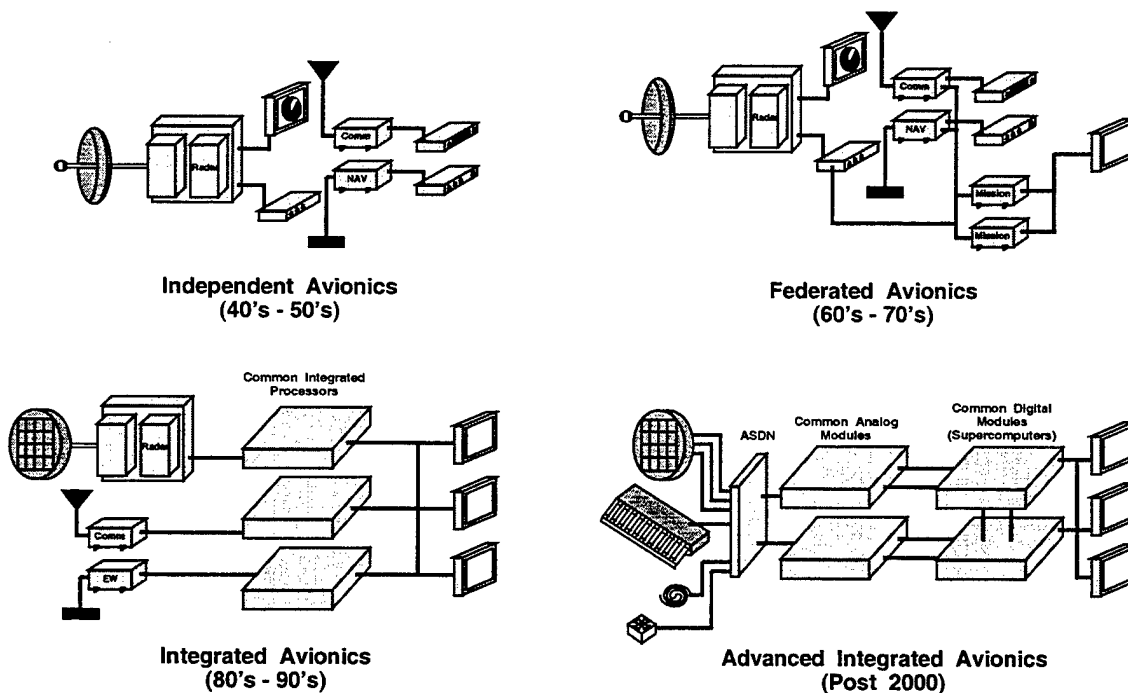 Radar
Comm
NAV
Independent Avionics
(40's - 50's)
Radar
Comm
NAV
Mission
Mission
Federated Avionics
(60's - 70's)
Common Integrated
Processors
Radar
Comm
EW
Integrated Avionics
(80's - 90's)
ASDN
Common Analog
Modules
Common Digital
Modules
(Supercomputers)
Advanced Integrated Avionics
(Post 2000)